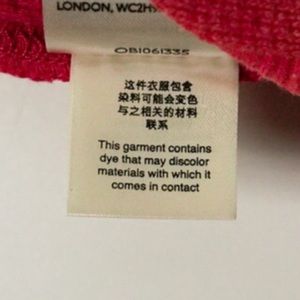 LONDON, WC2H
OB1061335
这件衣服包含
染料可能会变色
与之相关的材料
联系
This garment contains
dye that may discolor
materials with which it
comes in contact